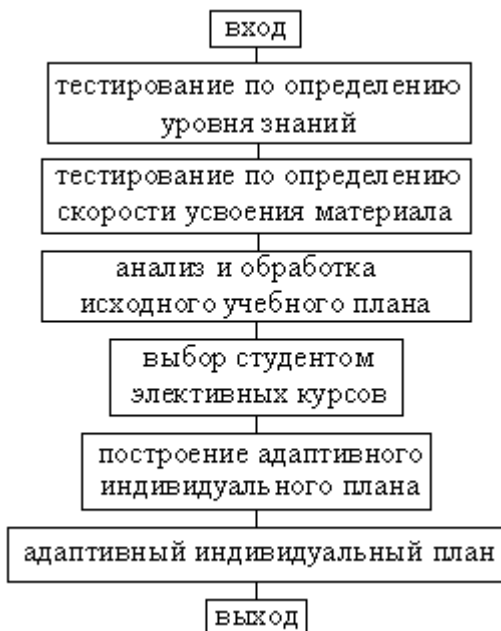 вход
тестирование по определению
уровня знаний
тестирование по определению
скорости усвоения материала
анализ и обработка
исходного учебного плана
выбор студентом
элективных курсов
построение адаптивного
индивидуального плана
адаптивный индивидуальный план
выход